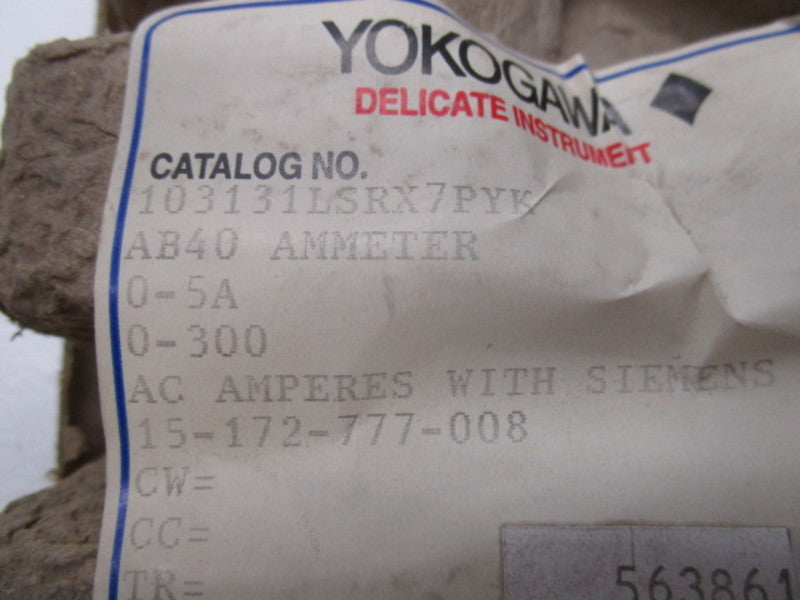 YOKOGAWA
DELICATE INSTRUMEIT
CATALOG NO.
103131LSRX7PYK
AB40 AMMETER
0-5A
0-300
AC AMPERES WITH SIEMENS
15-172-777-008
CW=
CC=
TR=
563861